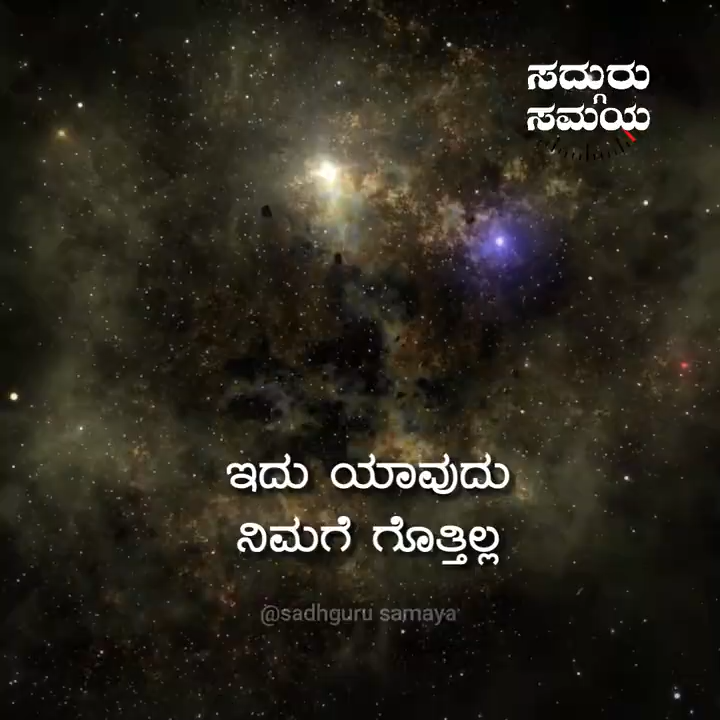 ಸದ್ಗುರು
ಸಮಯ
ಇದು ಯಾವುದು
ನಿಮಗೆ ಗೊತ್ತಿಲ್ಲ
@sadhguru samaya